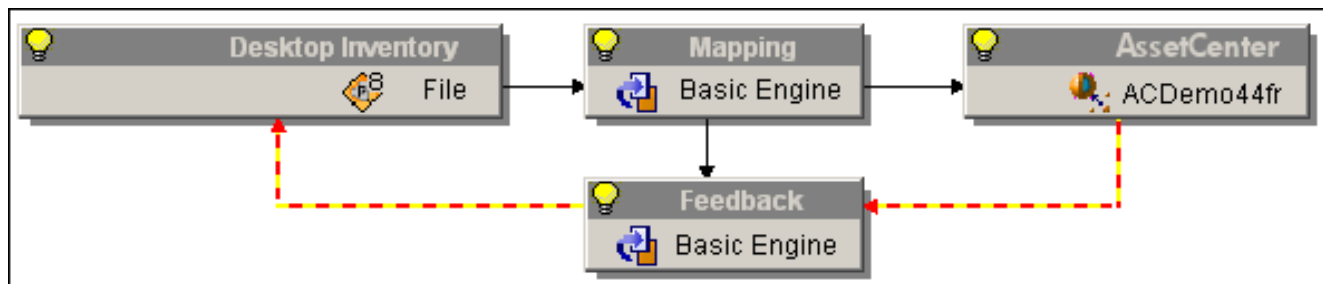 Desktop Inventory
File
Mapping
Basic Engine
AssetCenter
ACDemo44fr
Feedback
Basic Engine